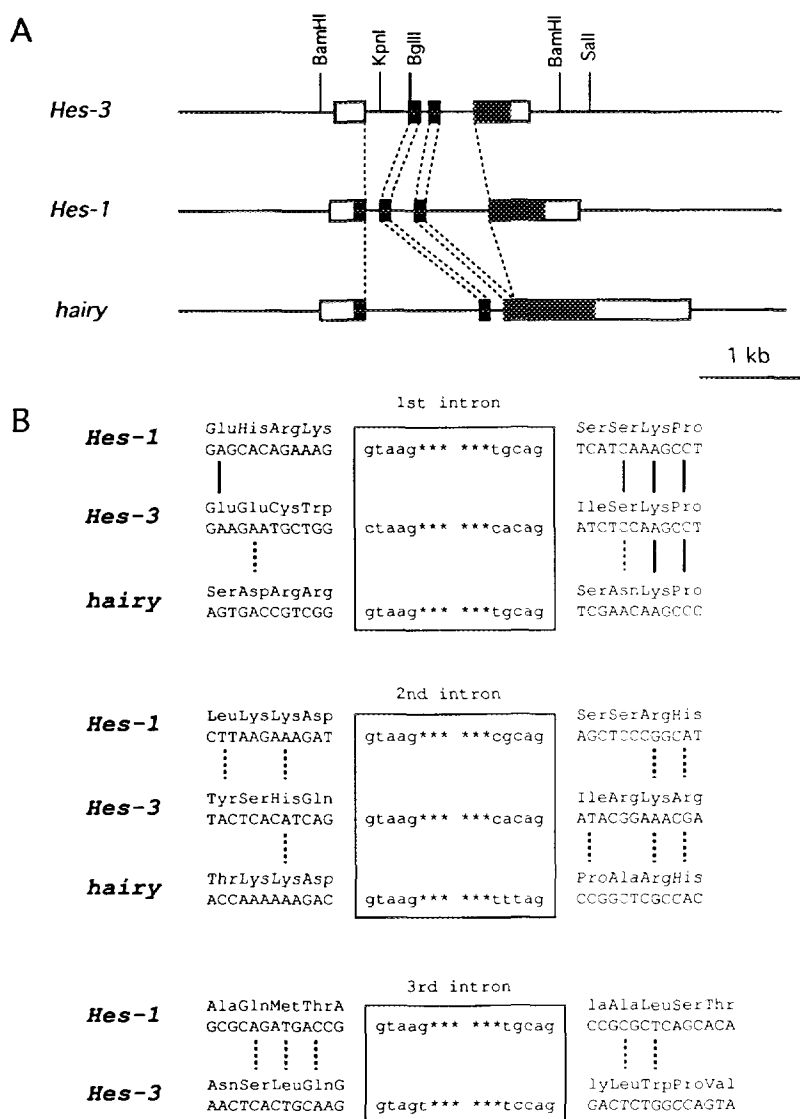 A
BamHI KpnI BglII BamHI SalI
Hes-3
Hes-1
hairy
1 kb
B
1st intron
Hes-1
GluHisArgLys SerSerLysPro
GAGCACAGAAAG gtaag*** ***tgcag TCATCAAAGCCT
Hes-3
GluGluCysTrp IleSerLysPro
GAAGAATGCTGG ctaag*** ***cacag ATCTCCAAGCCT
hairy
SerAspArgArg SerAsnLysPro
AGTGACCGTCGG gtaag*** ***tgcag TCGAACAAGCCC
2nd intron
Hes-1
LeuLysLysAsp SerSerArgHis
CTTAAGAAAGAT gtaag*** ***cgcag AGCTCCCGGCAT
Hes-3
TyrSerHisGln IleArgLysArg
TACTCACATCAG gtaag*** ***cacag ATACGGAAACGA
hairy
ThrLysLysAsp ProAlaArgHis
ACCAAAAAAGAC gtaag*** ***tttag CCGGCTCGCCAC
3rd intron
Hes-1
AlaGlnMetThrA laAlaLeuSerThr
GCGCAGATGACCG gtaag*** ***tgcag CCGCGCTCAGCACA
Hes-3
AsnSerLeuGlnG lyLeuTrpProVal
AACTCACTGCAAG gtagt*** ***tccag GACTCTGGCCAGTA